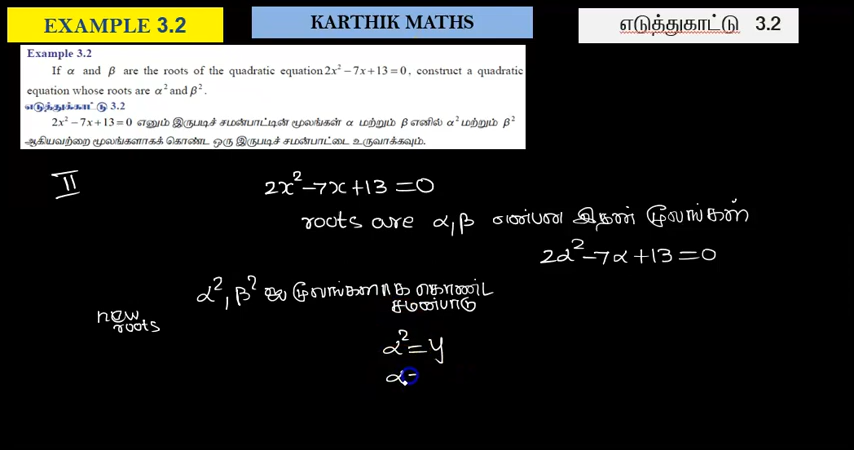 EXAMPLE 3.2
KARTHIK MATHS
எடுத்துகாட்டு 3.2
Example 3.2
If α and β are the roots of the quadratic equation 2x² − 7x + 13 = 0, construct a quadratic
equation whose roots are α² and β².
எடுத்துக்காட்டு 3.2
2x² − 7x + 13 = 0 எனும் இருபடிச் சமன்பாட்டின் மூலங்கள் α மற்றும் β எனில் α² மற்றும் β²
ஆகியவற்றை மூலங்களாகக் கொண்ட ஒரு இருபடிச் சமன்பாட்டை உருவாக்கவும்.
II
2x² − 7x + 13 = 0
roots are α, β என்பன இதன் மூலங்கள்
2α² − 7α + 13 = 0
α², β² ஐ மூலங்களாக கொண்ட
சமன்பாடு
new
roots
α² = y
α =